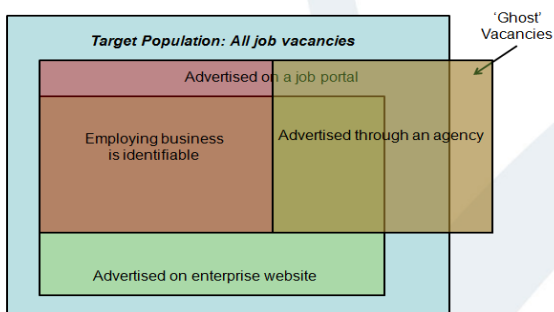 'Ghost'
Vacancies
Target Population: All job vacancies
Advertised on a job portal
Employing business
is identifiable
Advertised through an agency
Advertised on enterprise website